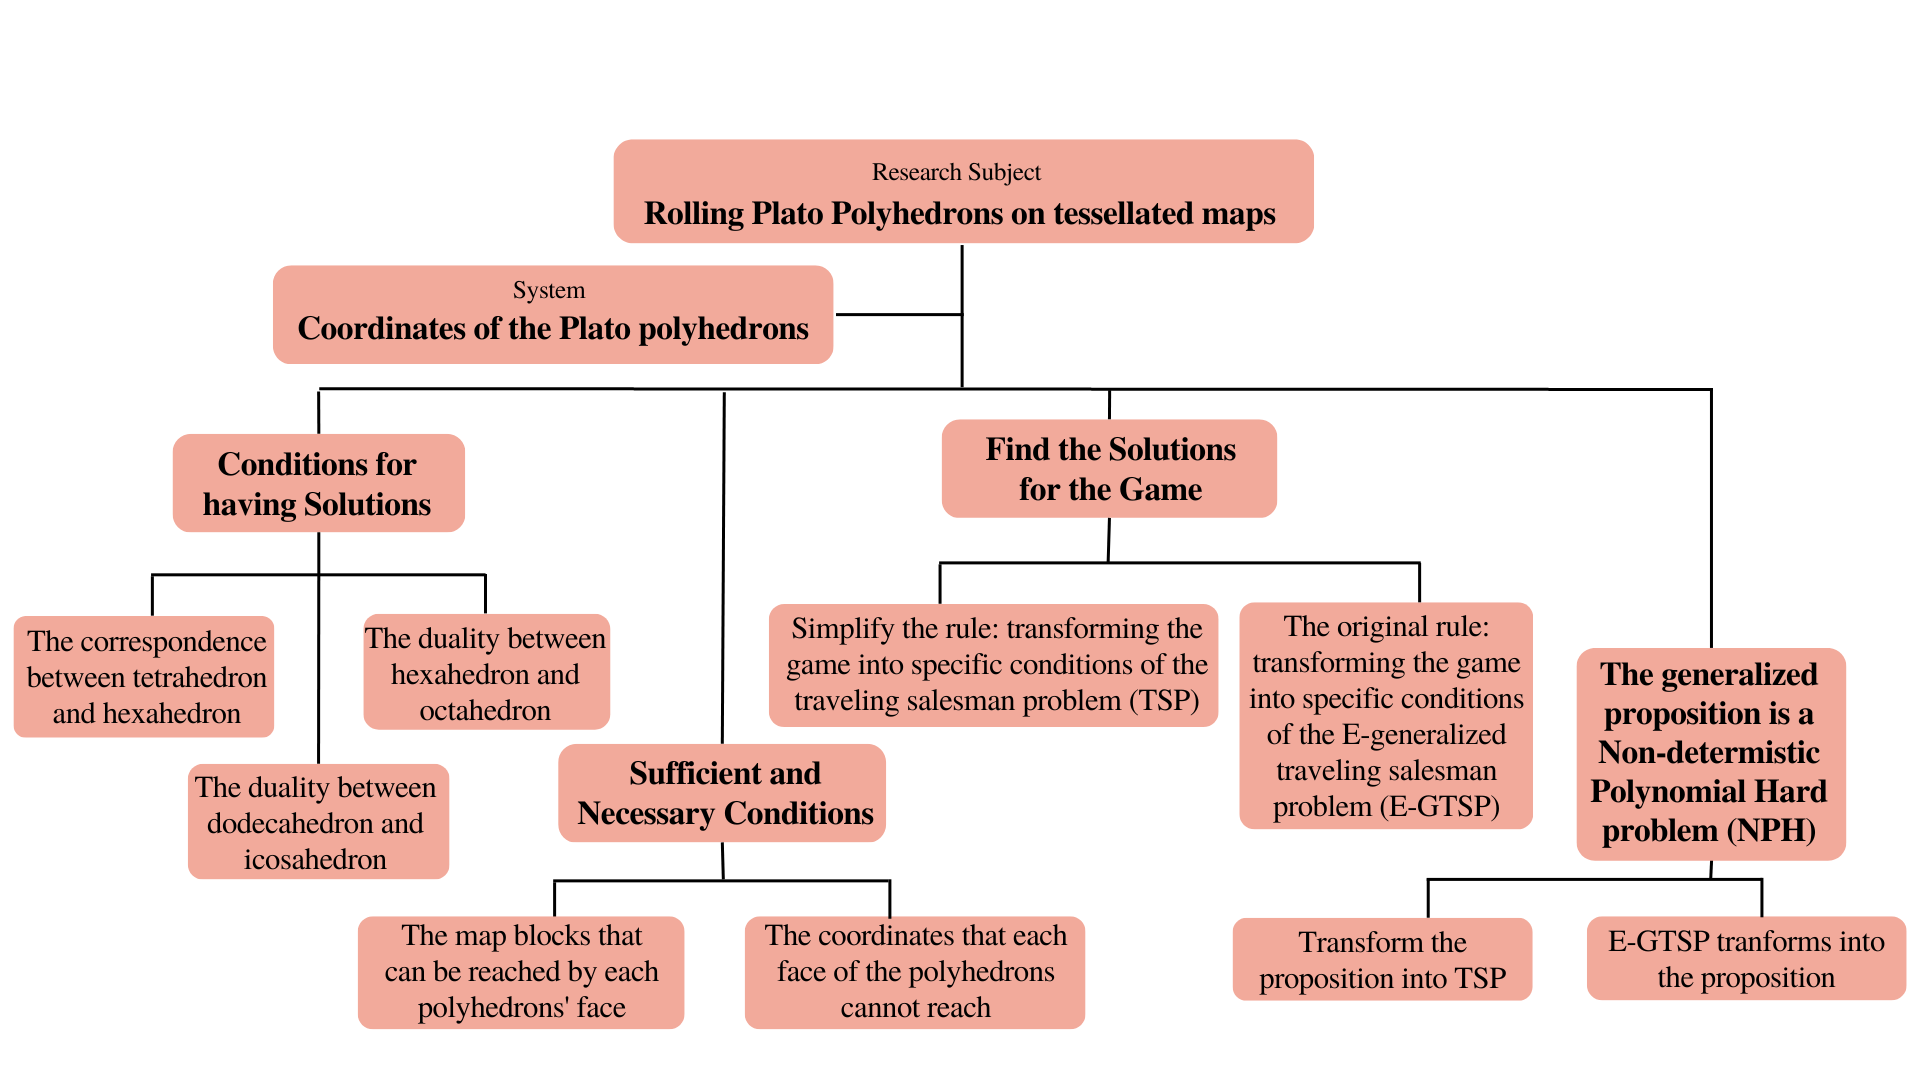 Research Subject
Rolling Plato Polyhedrons on tessellated maps
System
Coordinates of the Plato polyhedrons
Conditions for
having Solutions
The correspondence
between tetrahedron
and hexahedron
The duality between
dodecahedron and
icosahedron
The duality between
hexahedron and
octahedron
Sufficient and
Necessary Conditions
The map blocks that
can be reached by each
polyhedrons' face
The coordinates that each
face of the polyhedrons
cannot reach
Find the Solutions
for the Game
Simplify the rule: transforming the
game into specific conditions of the
traveling salesman problem (TSP)
The original rule:
transforming the game
into specific conditions
of the E-generalized
traveling salesman
problem (E-GTSP)
The generalized
proposition is a
Non-determistic
Polynomial Hard
problem (NPH)
Transform the
proposition into TSP
E-GTSP tranforms into
the proposition